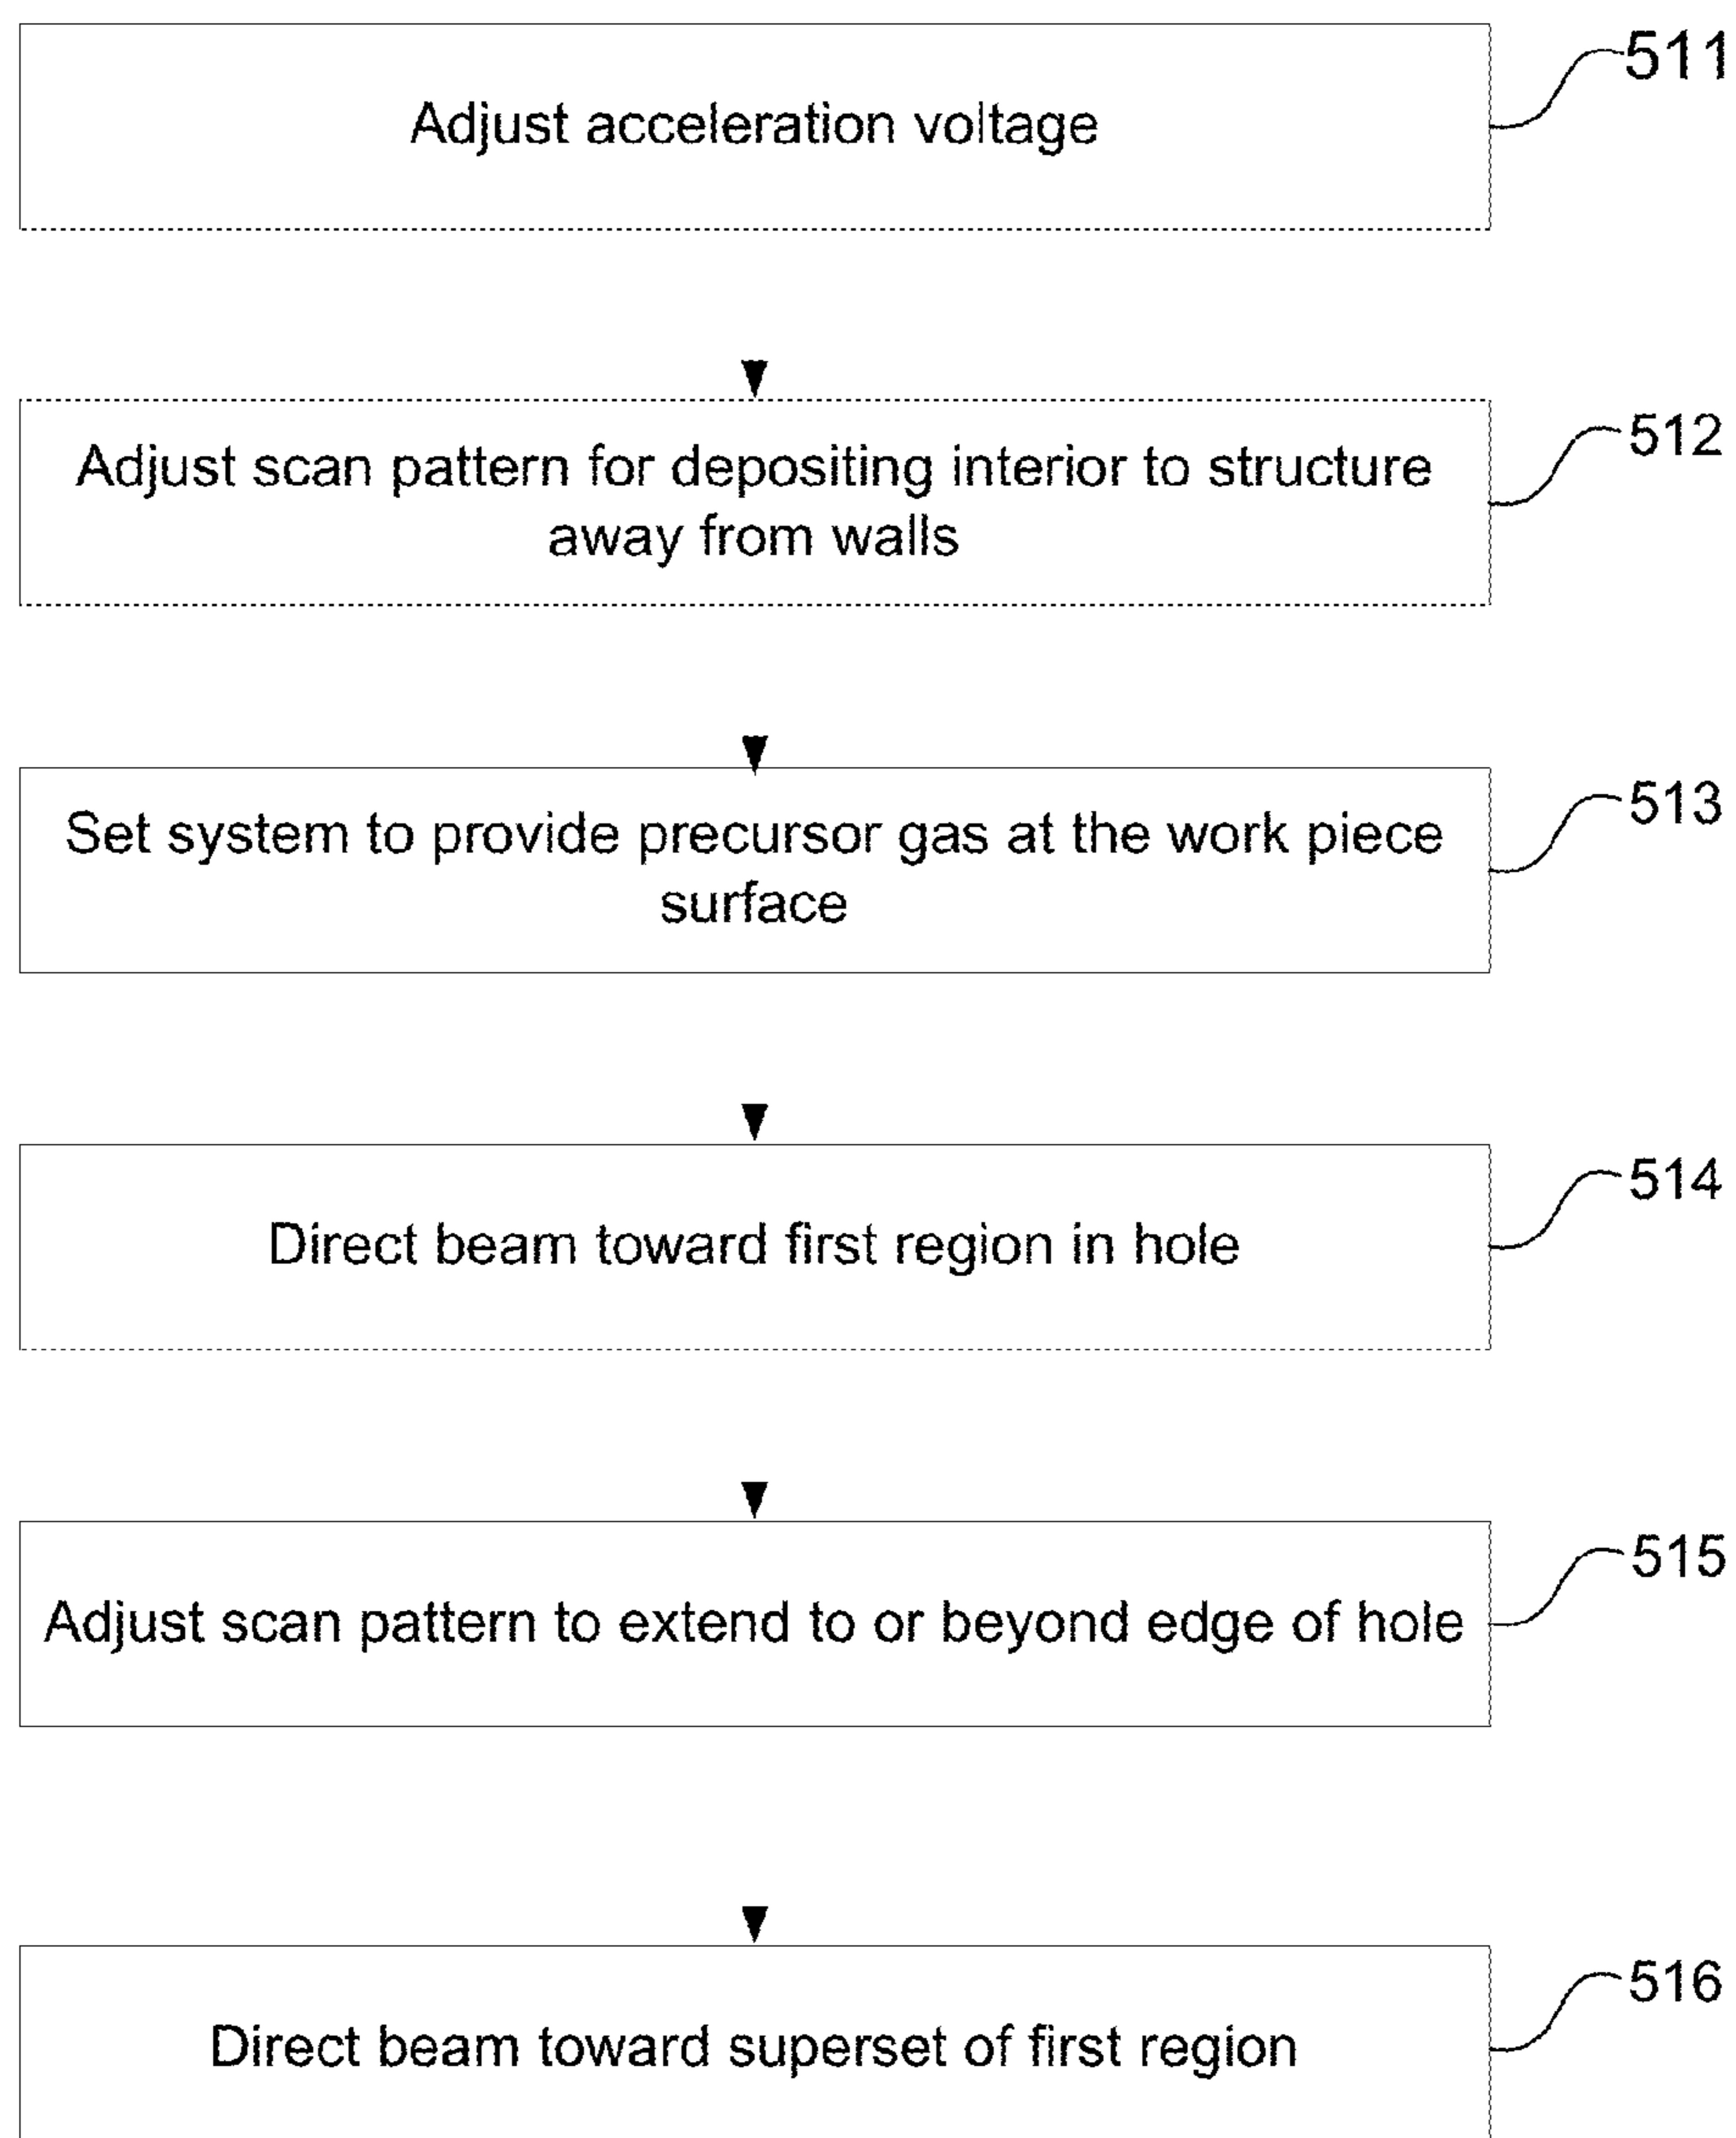 511
Adjust acceleration voltage
512
Adjust scan pattern for depositing interior to structure
away from walls
513
Set system to provide precursor gas at the work piece
surface
514
Direct beam toward first region in hole
515
Adjust scan pattern to extend to or beyond edge of hole
516
Direct beam toward superset of first region